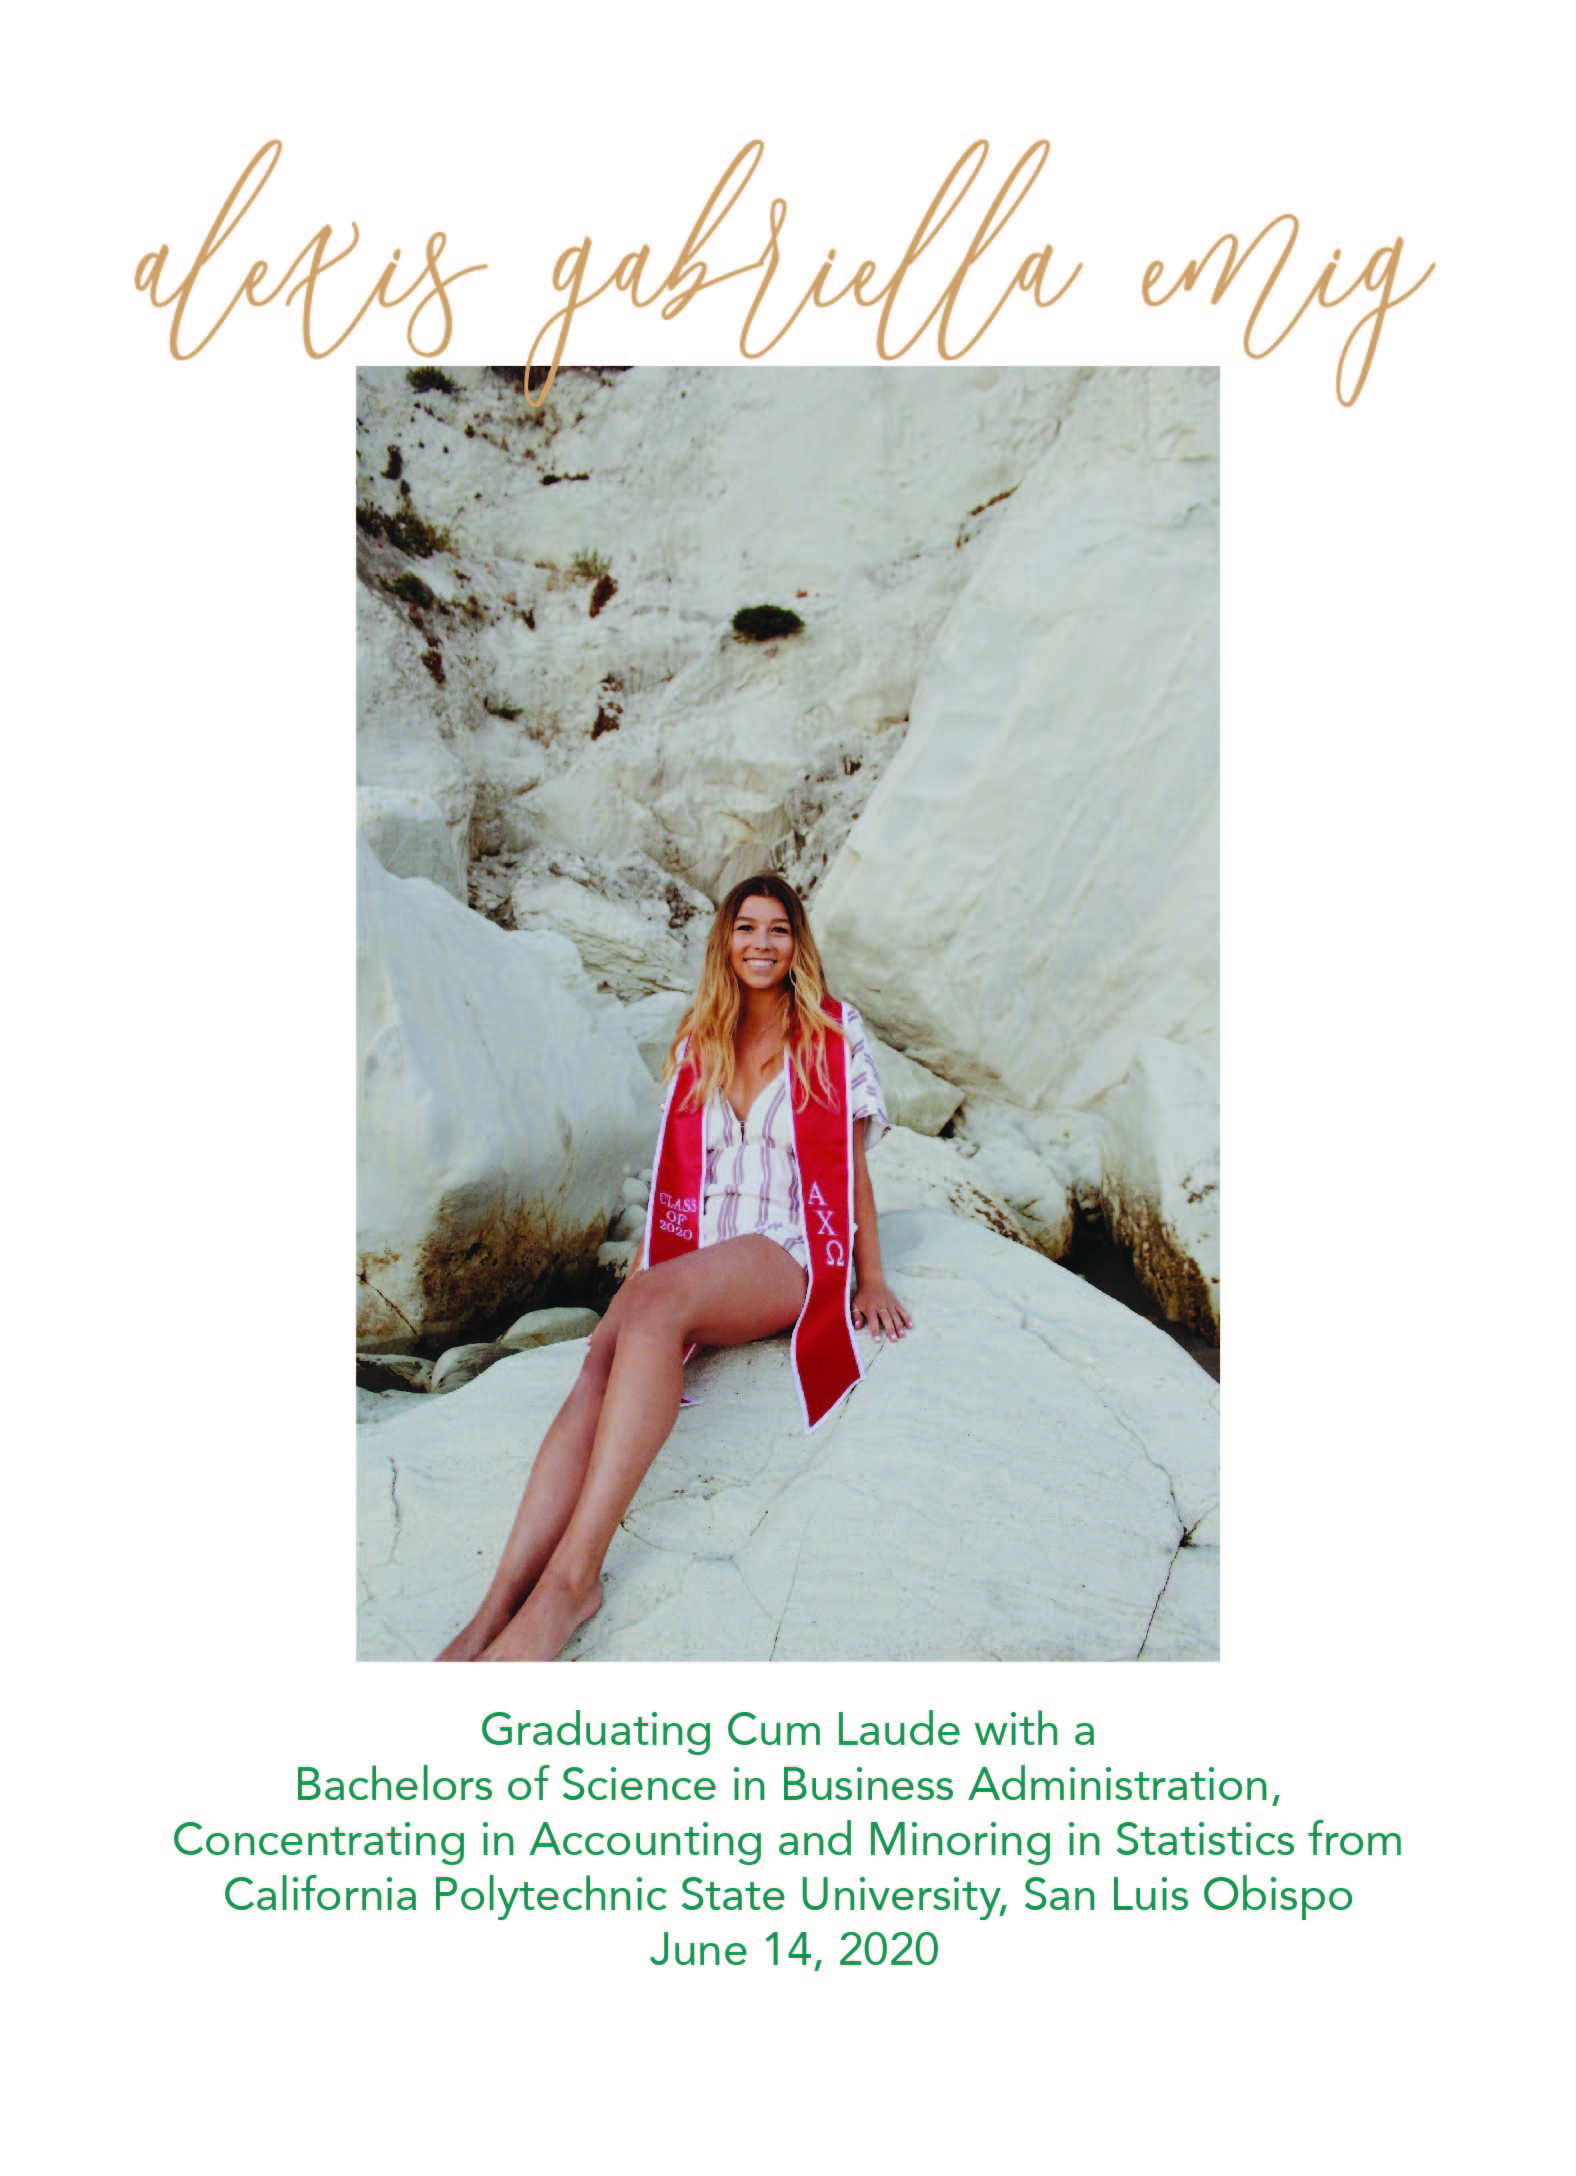 alexis gabriella emig
CLASS
OF
2020
Α
Χ
Ω
Graduating Cum Laude with a
Bachelors of Science in Business Administration,
Concentrating in Accounting and Minoring in Statistics from
California Polytechnic State University, San Luis Obispo
June 14, 2020